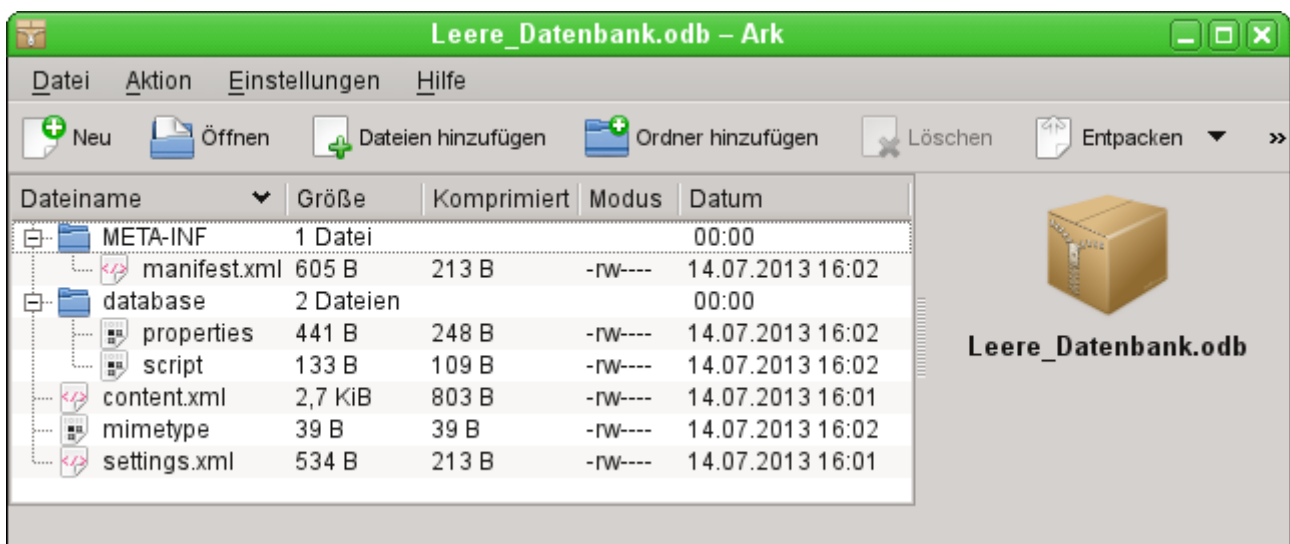 Leere_Datenbank.odb – Ark
Datei Aktion Einstellungen Hilfe
Neu Öffnen Dateien hinzufügen Ordner hinzufügen Löschen Entpacken »
Dateiname Größe Komprimiert Modus Datum
META-INF 1 Datei 00:00
manifest.xml 605 B 213 B -rw---- 14.07.2013 16:02
database 2 Dateien 00:00
properties 441 B 248 B -rw---- 14.07.2013 16:02
script 133 B 109 B -rw---- 14.07.2013 16:02
content.xml 2,7 KiB 803 B -rw---- 14.07.2013 16:01
mimetype 39 B 39 B -rw---- 14.07.2013 16:02
settings.xml 534 B 213 B -rw---- 14.07.2013 16:01
Leere_Datenbank.odb